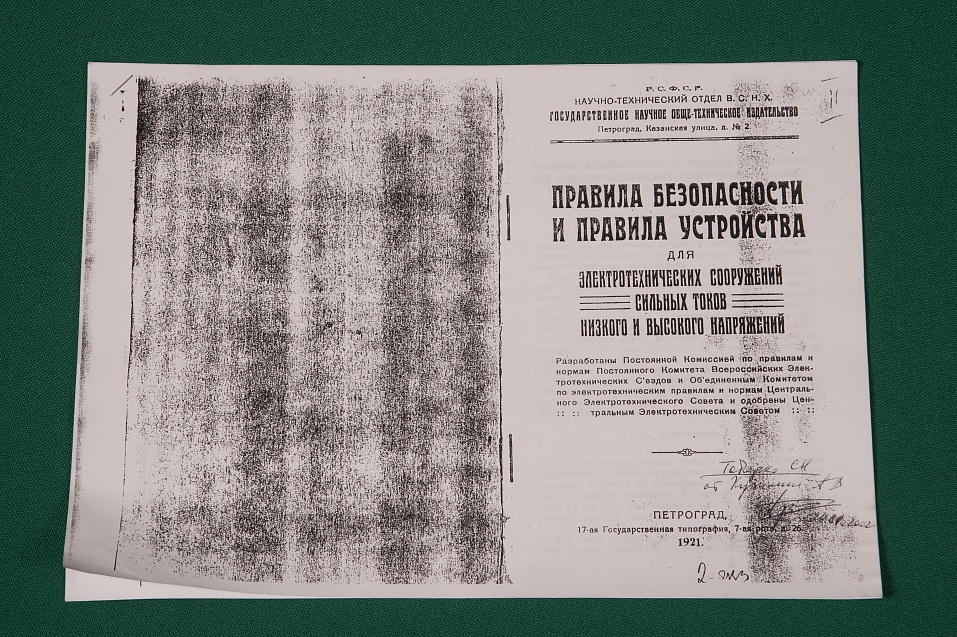 Р. С. Ф. С. Р.
НАУЧНО-ТЕХНИЧЕСКИЙ ОТДЕЛ В. С. Н. Х.
ГОСУДАРСТВЕННОЕ НАУЧНОЕ ОБЩЕ-ТЕХНИЧЕСКОЕ ИЗДАТЕЛЬСТВО
Петроград, Казанская улица, д. № 2.
ПРАВИЛА БЕЗОПАСНОСТИ
И ПРАВИЛА УСТРОЙСТВА
ДЛЯ
ЭЛЕКТРОТЕХНИЧЕСКИХ СООРУЖЕНИЙ
СИЛЬНЫХ ТОКОВ
НИЗКОГО И ВЫСОКОГО НАПРЯЖЕНИЙ
Разработаны Постоянной Комиссией по правилам и
нормам Постоянного Комитета Всероссийских Элек-
тротехнических С'ездов и Об'единенным Комитетом
по электротехническим правилам и нормам Централь-
ного Электротехнического Совета и одобрены Цен-
:: :: тральным Электротехническим Советом :: ::
от
ПЕТРОГРАД,
17-ая Государственная типография, 7-ая рота, д. 26.
1921.
2-экз